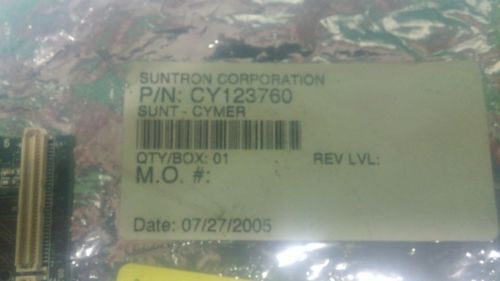 SUNTRON CORPORATION
P/N: CY123760
SUNT - CYMER
QTY/BOX: 01 REV LVL:
M.O. #:
Date: 07/27/2005